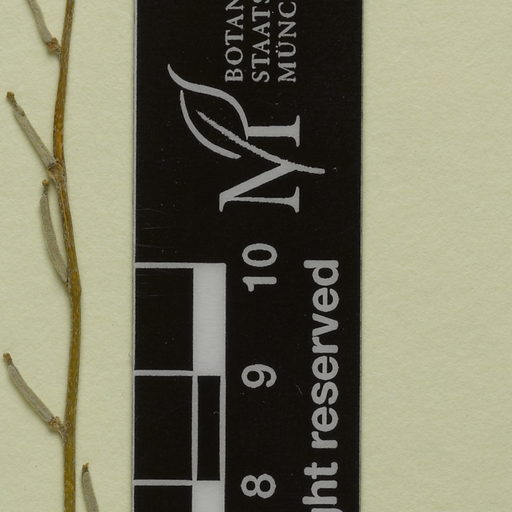 BOTAN
STAATS
MÜNC
M
10
9
8
ght reserved